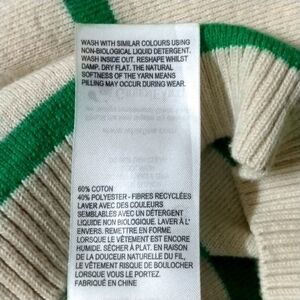 WASH WITH SIMILAR COLOURS USING
NON-BIOLOGICAL LIQUID DETERGENT.
WASH INSIDE OUT. RESHAPE WHILST
DAMP. DRY FLAT. THE NATURAL
SOFTNESS OF THE YARN MEANS
PILLING MAY OCCUR DURING WEAR.
60% COTON
40% POLYESTER - FIBRES RECYCLÉES
LAVER AVEC DES COULEURS
SEMBLABLES AVEC UN DÉTERGENT
LIQUIDE NON BIOLOGIQUE. LAVER À L'
ENVERS. REMETTRE EN FORME
LORSQUE LE VÊTEMENT EST ENCORE
HUMIDE. SÉCHER À PLAT. EN RAISON
DE LA DOUCEUR NATURELLE DU FIL,
LE VÊTEMENT RISQUE DE BOULOCHER
LORSQUE VOUS LE PORTEZ.
FABRIQUÉ EN CHINE